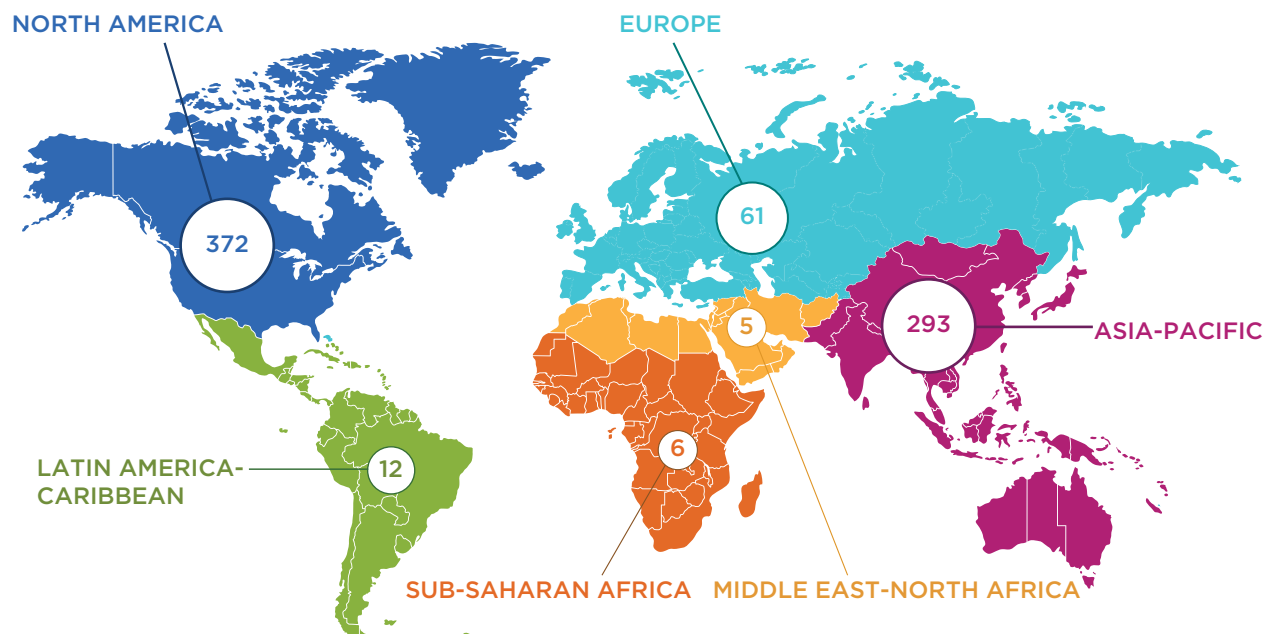 NORTH AMERICA
EUROPE
372
61
293
5
ASIA-PACIFIC
6
12
LATIN AMERICA-
CARIBBEAN
SUB-SAHARAN AFRICA
MIDDLE EAST-NORTH AFRICA